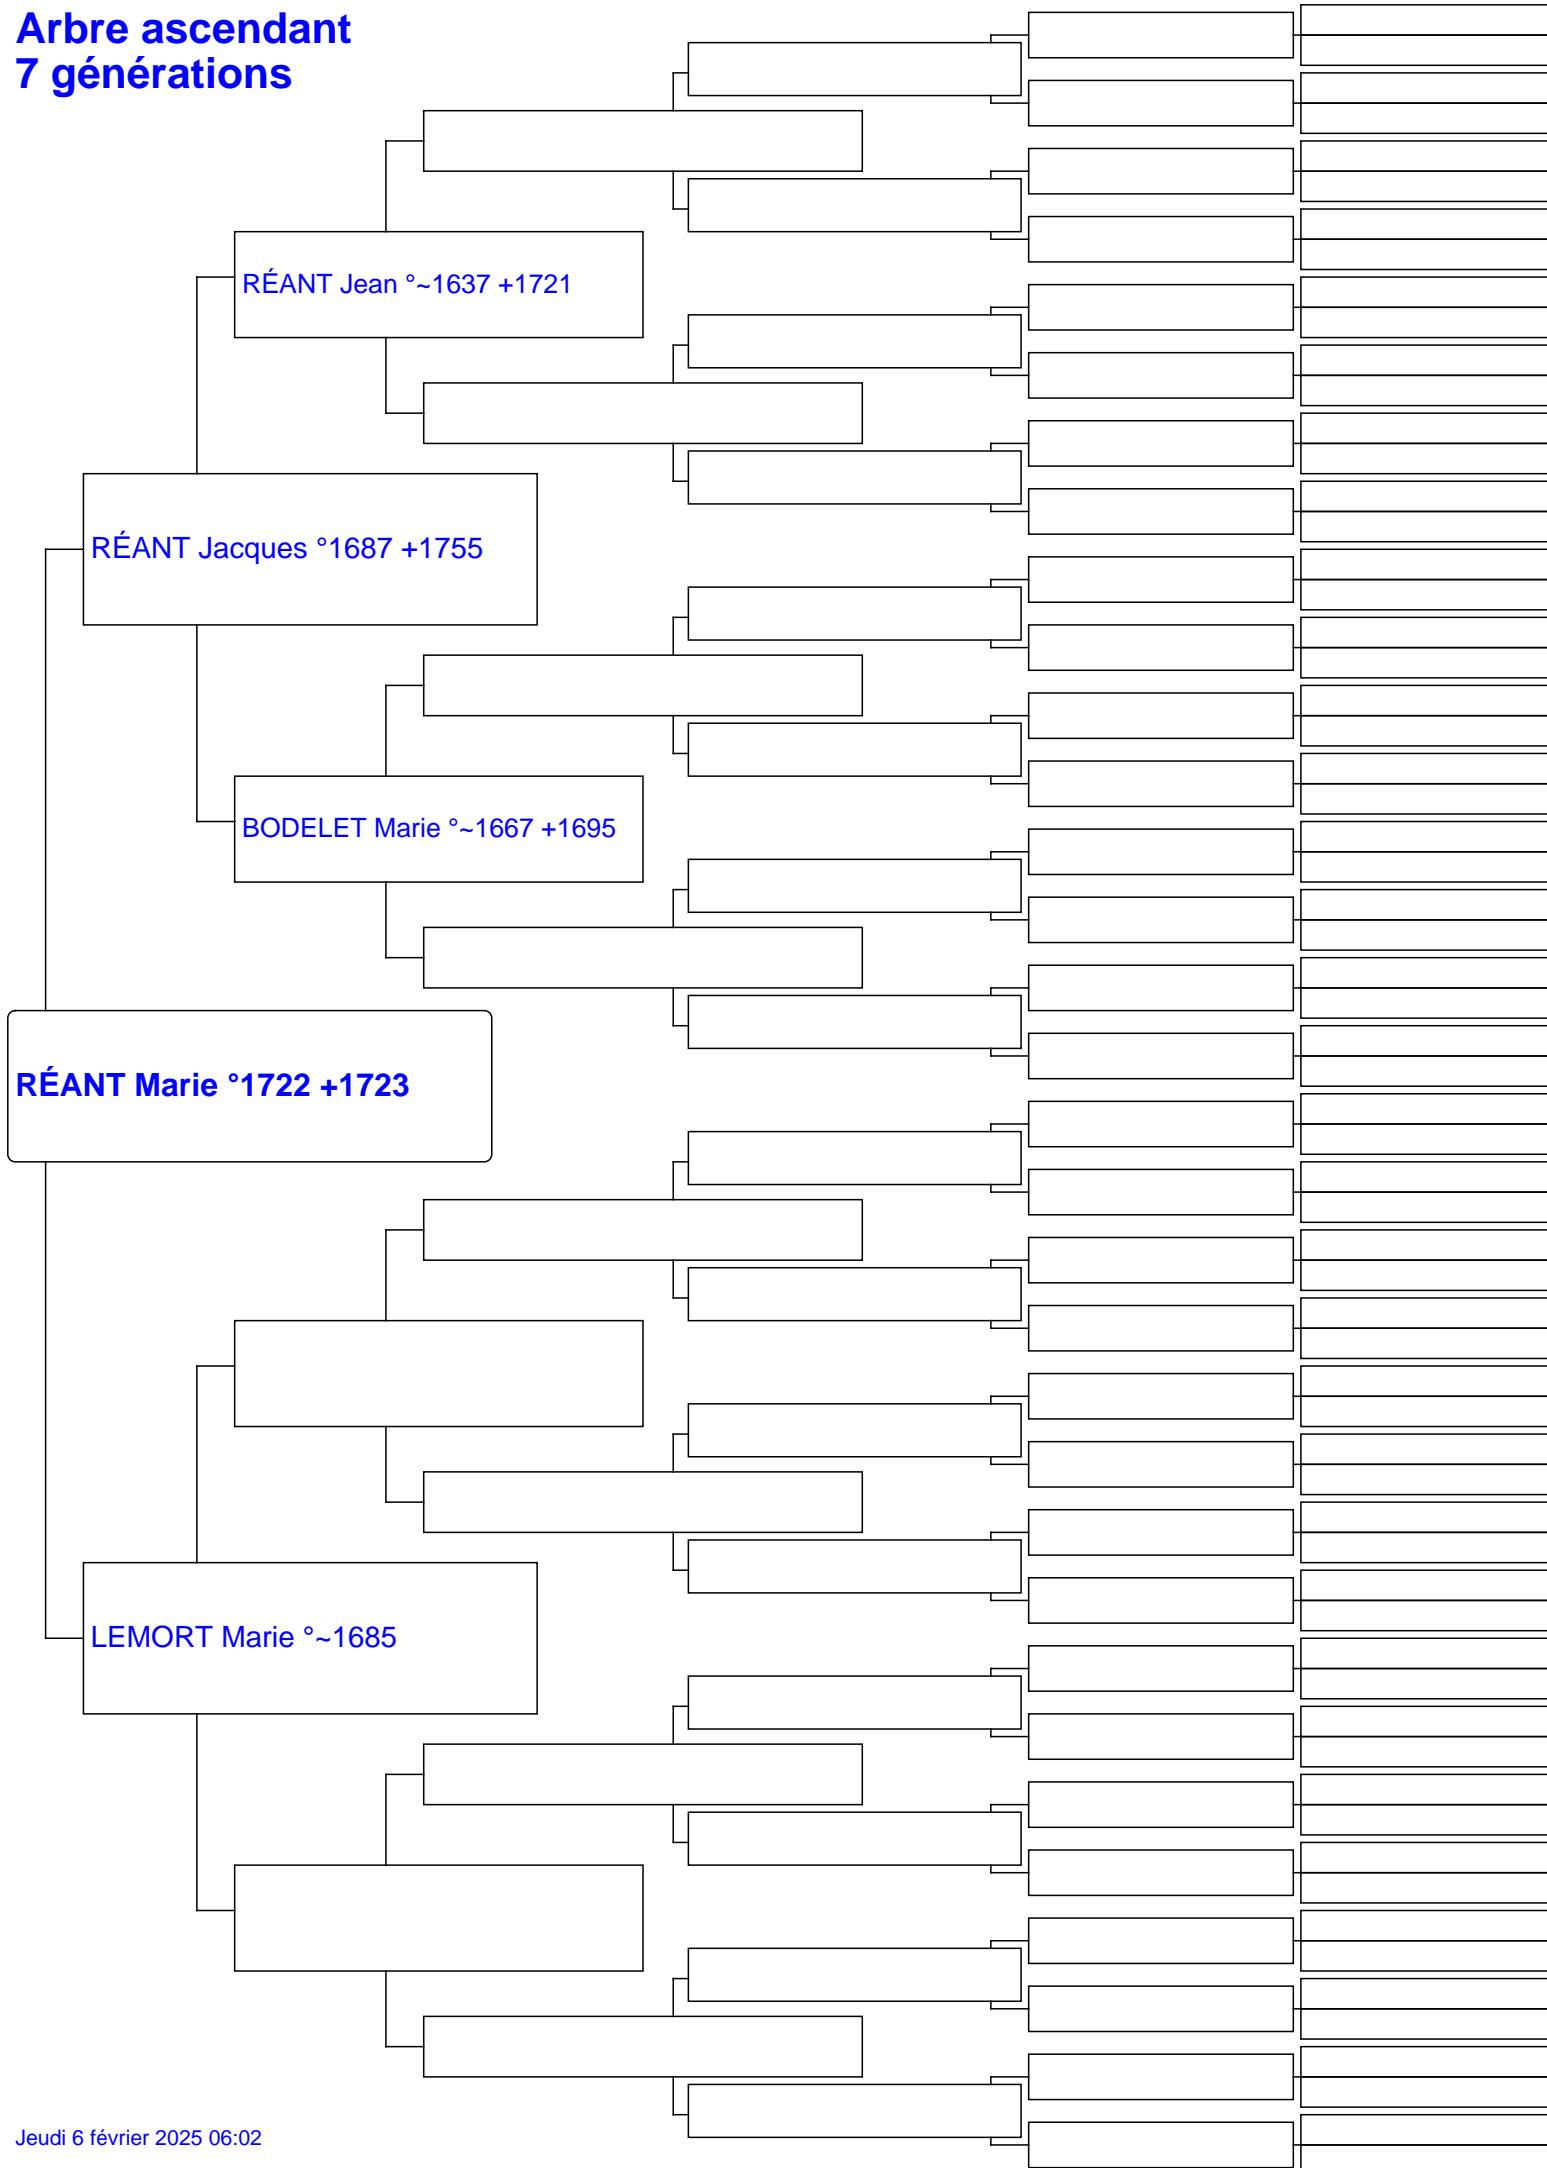 Arbre ascendant
7 générations
RÉANT Jean °~1637 +1721
RÉANT Jacques °1687 +1755
BODELET Marie °~1667 +1695
RÉANT Marie °1722 +1723
LEMORT Marie °~1685
Jeudi 6 février 2025 06:02